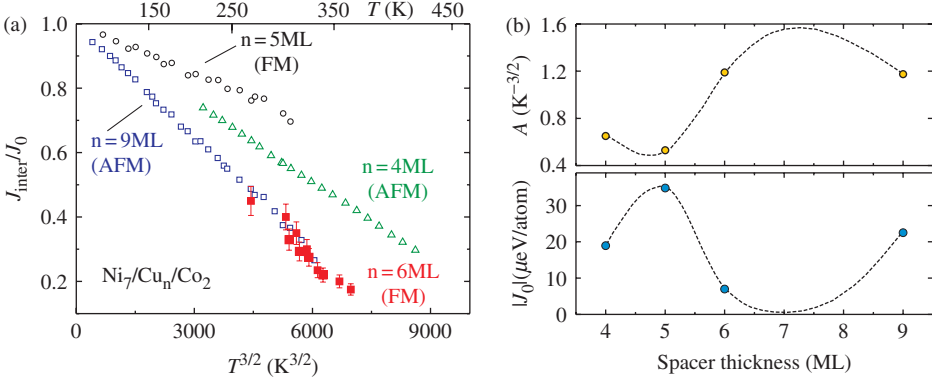 (a)
150 250 T (K) 350 450
1.0
0.8
0.6
0.4
0.2
J_inter/J_0
n = 5ML
(FM)
n = 9ML
(AFM)
n = 4ML
(AFM)
n = 6ML
(FM)
Ni_7/Cu_n/Co_2
0 3000 6000 9000
T^{3/2} (K^{3/2})
(b)
1.6
1.2
0.8
0.4
A (K^{−3/2})
30
20
10
0
|J_0|(μeV/atom)
4 5 6 7 8 9
Spacer thickness (ML)